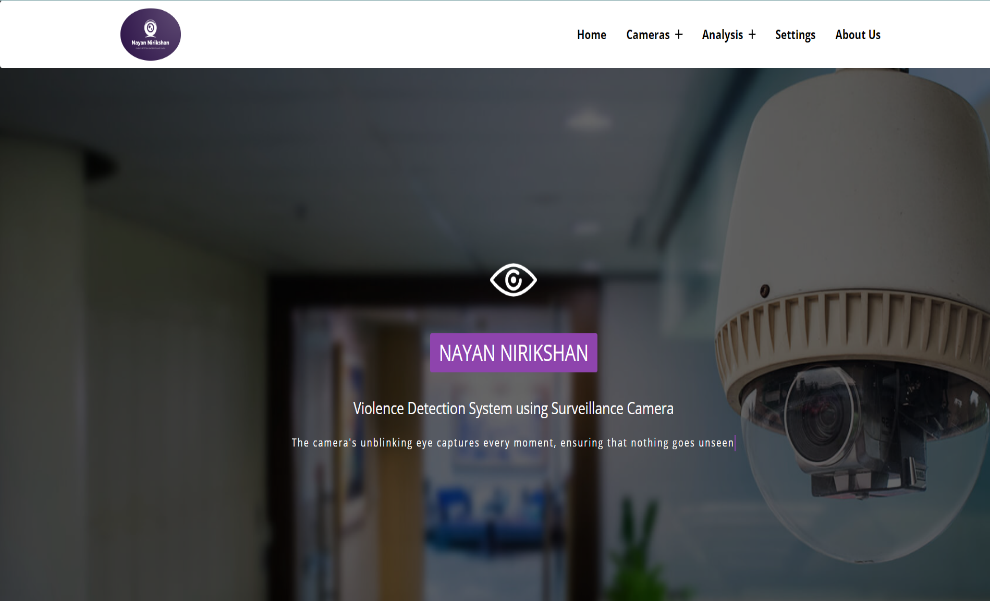 Nayan Nirikshan
Home Cameras + Analysis + Settings About Us
NAYAN NIRIKSHAN
Violence Detection System using Surveillance Camera
The camera's unblinking eye captures every moment, ensuring that nothing goes unseen